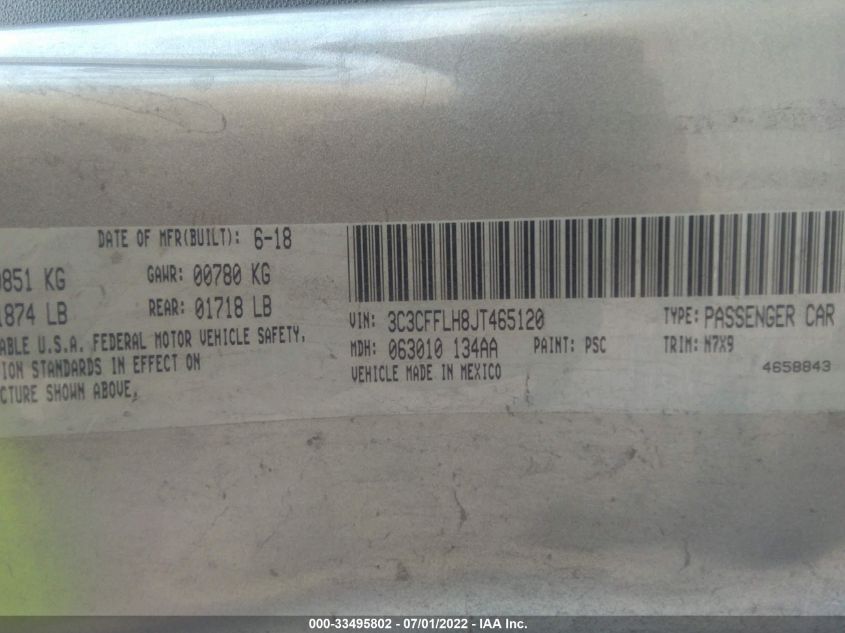 DATE OF MFR(BUILT): 6-18
851 KG GAWR: 00780 KG
1874 LB REAR: 01718 LB
ABLE U.S.A. FEDERAL MOTOR VEHICLE SAFETY,
ION STANDARDS IN EFFECT ON
CTURE SHOWN ABOVE.
VIN: 3C3CFFLH8JT465120 TYPE: PASSENGER CAR
MDH: 063010 134AA PAINT: PSC TRIM: N7X9
VEHICLE MADE IN MEXICO 4658843
000-33495802 - 07/01/2022 - IAA Inc.